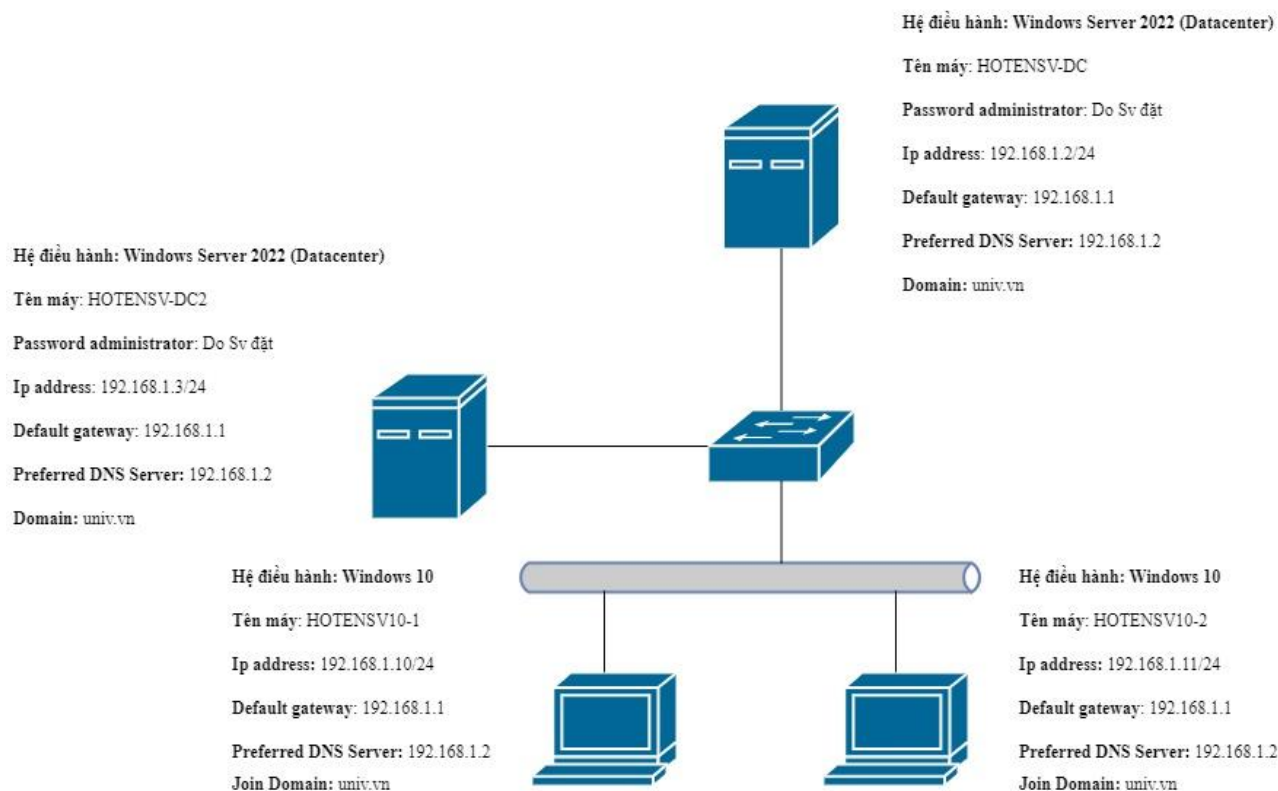 Hệ điều hành: Windows Server 2022 (Datacenter)
Tên máy: HOTENSV-DC
Password administrator: Do Sv đặt
Ip address: 192.168.1.2/24
Default gateway: 192.168.1.1
Preferred DNS Server: 192.168.1.2
Domain: univ.vn
Hệ điều hành: Windows Server 2022 (Datacenter)
Tên máy: HOTENSV-DC2
Password administrator: Do Sv đặt
Ip address: 192.168.1.3/24
Default gateway: 192.168.1.1
Preferred DNS Server: 192.168.1.2
Domain: univ.vn
Hệ điều hành: Windows 10
Tên máy: HOTENSV10-1
Ip address: 192.168.1.10/24
Default gateway: 192.168.1.1
Preferred DNS Server: 192.168.1.2
Join Domain: univ.vn
Hệ điều hành: Windows 10
Tên máy: HOTENSV10-2
Ip address: 192.168.1.11/24
Default gateway: 192.168.1.1
Preferred DNS Server: 192.168.1.2
Join Domain: univ.vn